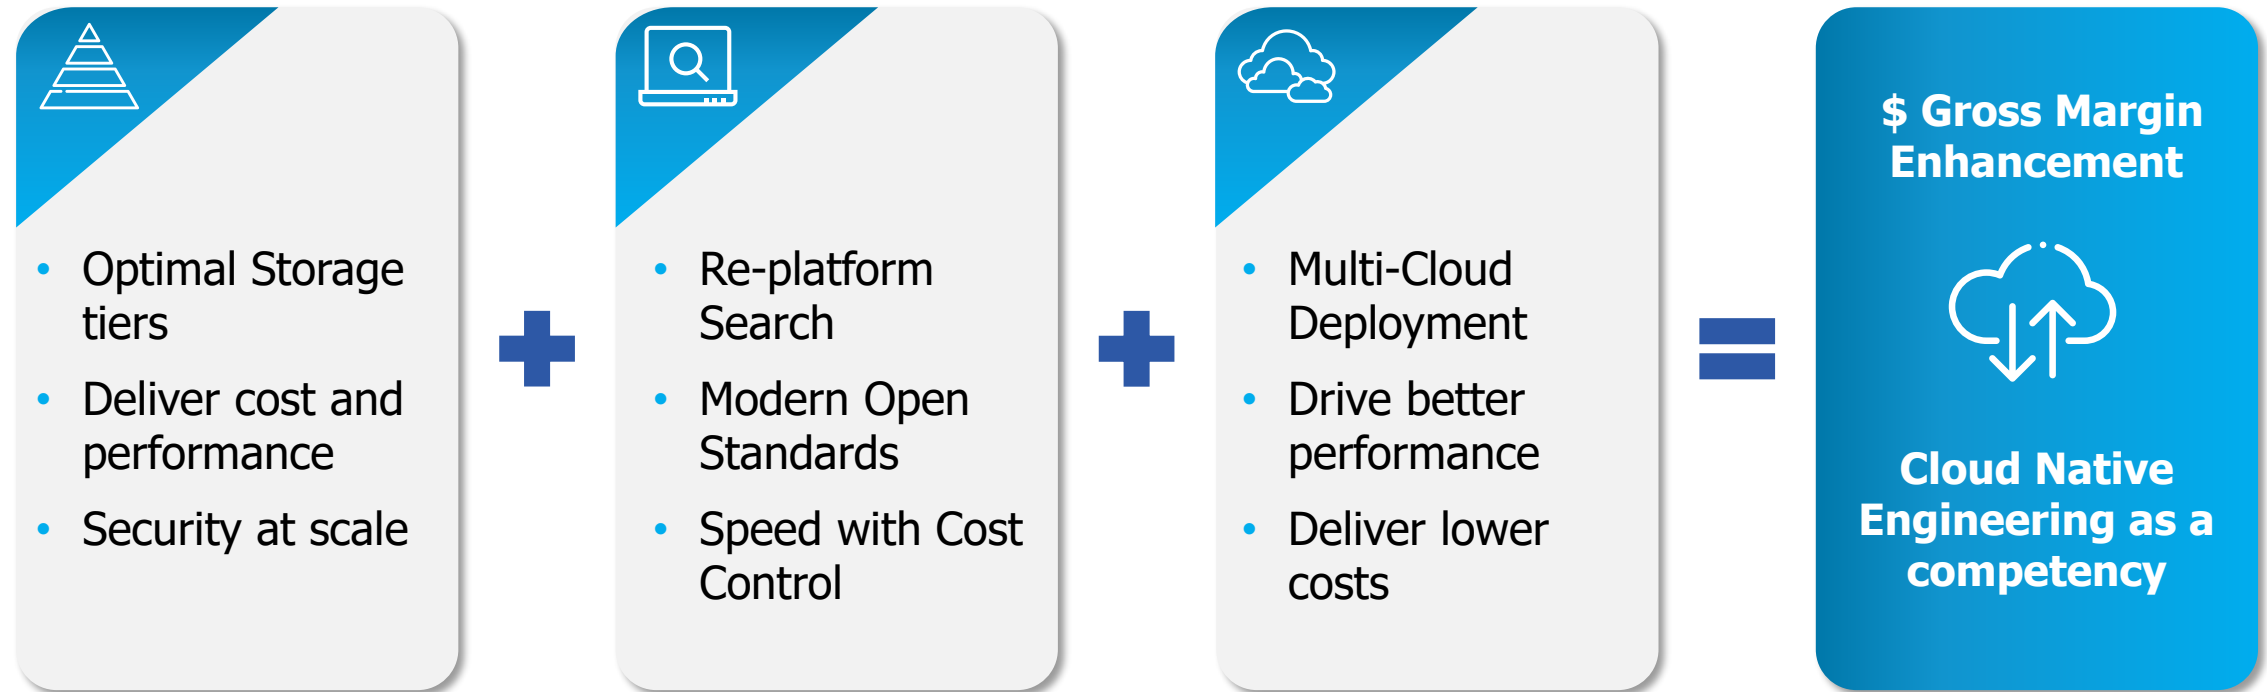 • Optimal Storage
tiers
• Deliver cost and
performance
• Security at scale
• Re-platform
Search
• Modern Open
Standards
• Speed with Cost
Control
• Multi-Cloud
Deployment
• Drive better
performance
• Deliver lower
costs
$ Gross Margin
Enhancement
Cloud Native
Engineering as a
competency